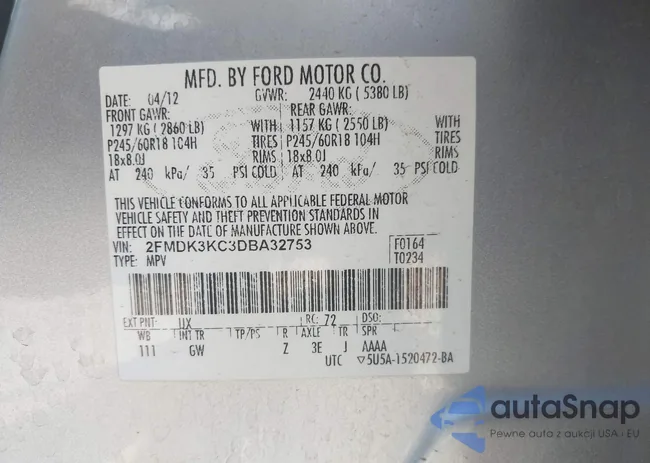 MFD. BY FORD MOTOR CO.
DATE: 04/12 GVWR: 2440 KG ( 5380 LB)
FRONT GAWR: REAR GAWR:
1297 KG ( 2860 LB) WITH 1157 KG ( 2550 LB) WITH
P245/60R18 104H TIRES P245/60R18 104H TIRES
18x8.0J RIMS 18x8.0J RIMS
AT 240 kPa/ 35 PSI COLD AT 240 kPa/ 35 PSI COLD
THIS VEHICLE CONFORMS TO ALL APPLICABLE FEDERAL MOTOR
VEHICLE SAFETY AND THEFT PREVENTION STANDARDS IN
EFFECT ON THE DATE OF MANUFACTURE SHOWN ABOVE.
VIN: 2FMDK3KC3DBA32753 F0164
TYPE: MPV T0234
EXT PNT: UX RC: 72 DSO:
WB INT TR TP/PS R AXLE TR SPR
111 GW Z 3E J AAAA
UTC ▽5U5A-1520472-BA
autaSnap
Pewne auto z aukcji USA i EU